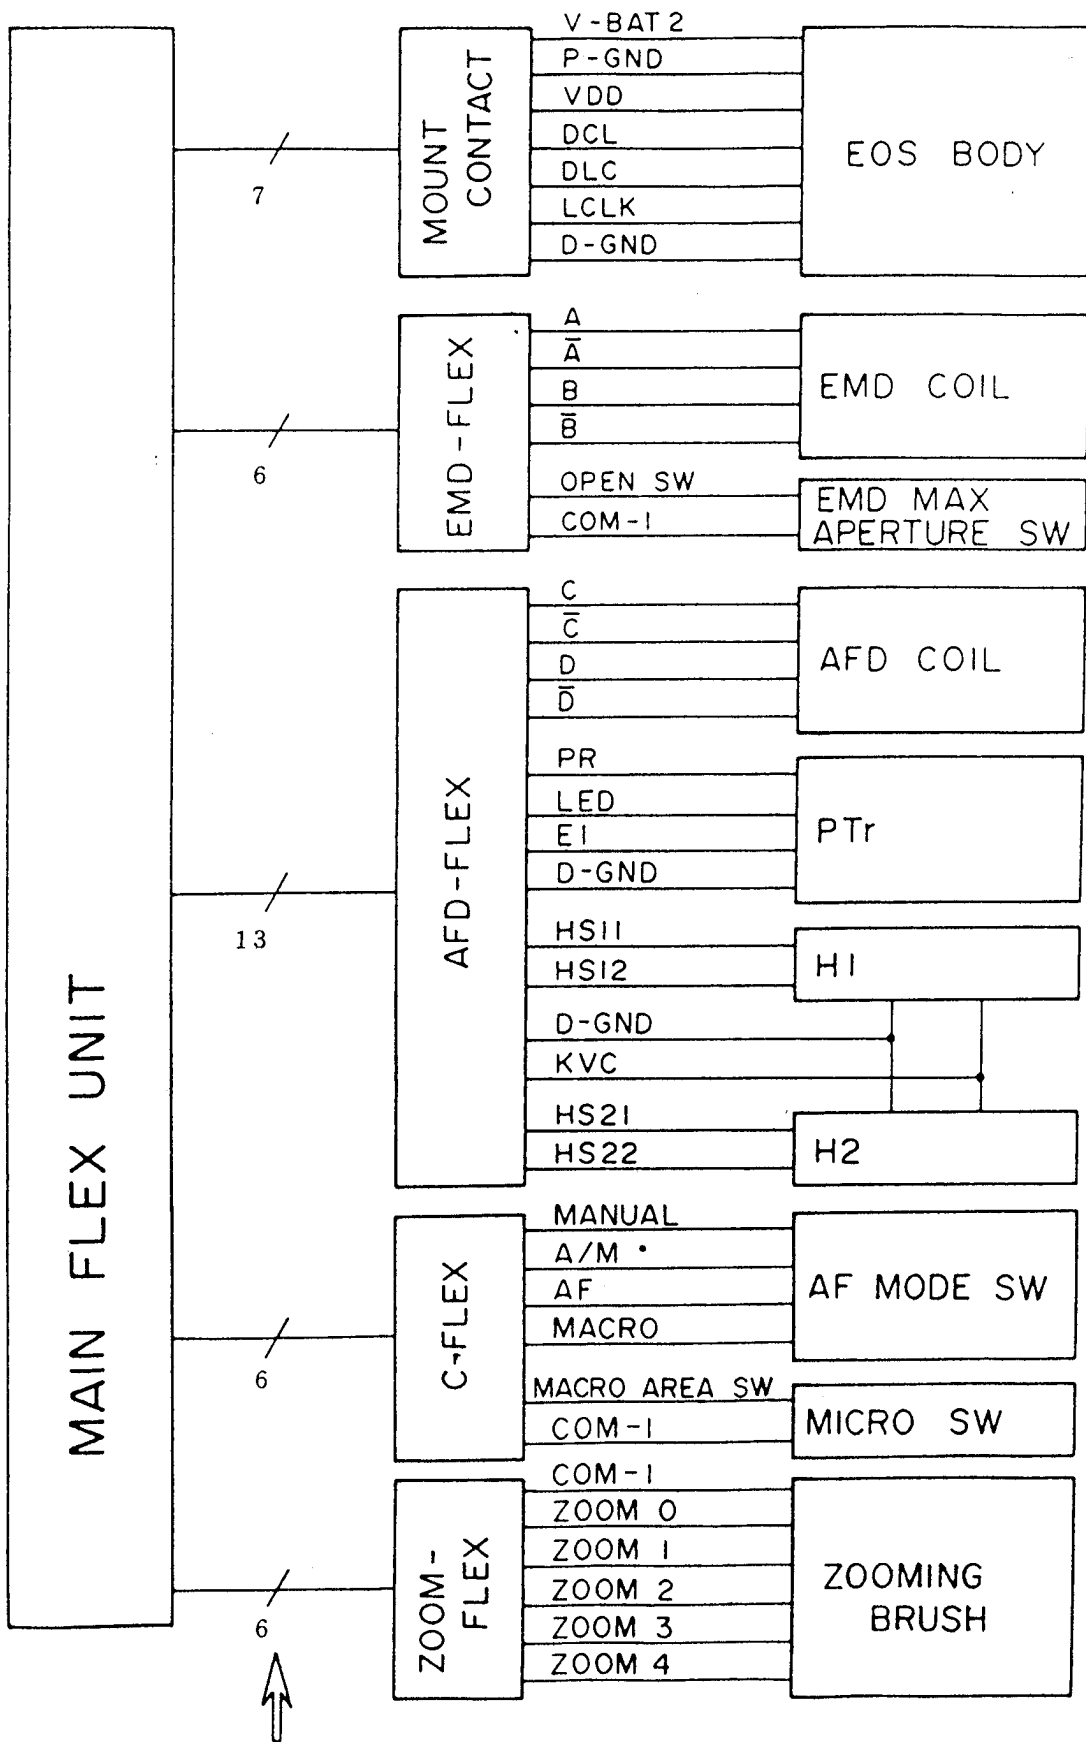 MAIN FLEX UNIT
7
MOUNT
CONTACT
V-BAT 2
P-GND
VDD
DCL
DLC
LCLK
D-GND
EOS BODY
6
EMD-FLEX
A
A̅
B
B̅
EMD COIL
OPEN SW
COM-1
EMD MAX
APERTURE SW
13
AFD-FLEX
C
C̅
D
D̅
AFD COIL
PR
LED
E1
D-GND
PTr
HS11
HS12
H1
D-GND
KVC
HS21
HS22
H2
6
C-FLEX
MANUAL
A/M
AF
MACRO
AF MODE SW
MACRO AREA SW
COM-1
MICRO SW
6
ZOOM-
FLEX
COM-1
ZOOM 0
ZOOM 1
ZOOM 2
ZOOM 3
ZOOM 4
ZOOMING
BRUSH